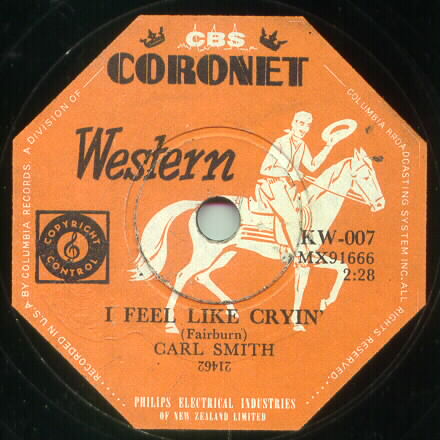 CBS
CORONET
Western
COPYRIGHT
CONTROL
KW-007
MX91666
2:28
I FEEL LIKE CRYIN'
(Fairburn)
CARL SMITH
21462
PHILIPS ELECTRICAL INDUSTRIES
OF NEW ZEALAND LIMITED
RECORDED IN U.S.A. BY COLUMBIA RECORDS, A DIVISION OF
COLUMBIA BROADCASTING SYSTEM INC. ALL RIGHTS RESERVED